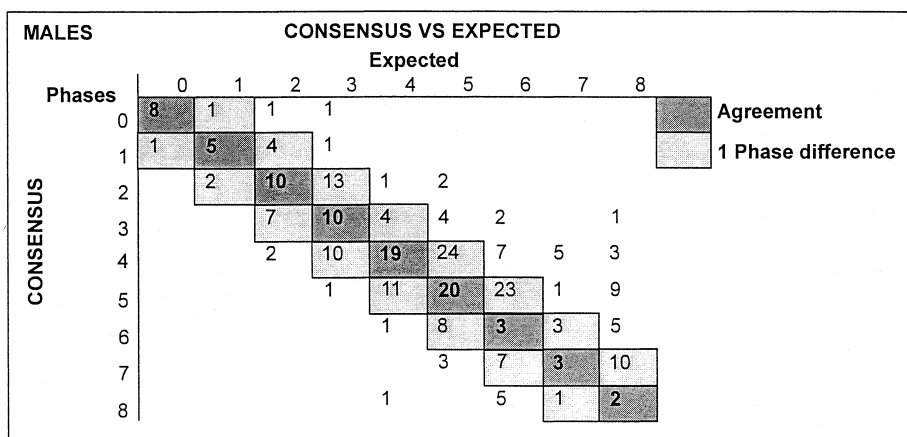 MALES CONSENSUS VS EXPECTED
Expected
Phases 0 1 2 3 4 5 6 7 8
0 8 1 1 1
Agreement
1 1 5 4 1
1 Phase difference
2 2 10 13 1 2
3 7 10 4 4 2 1
4 2 10 19 24 7 5 3
5 1 11 20 23 1 9
6 1 8 3 3 5
7 3 7 3 10
8 1 5 1 2
CONSENSUS